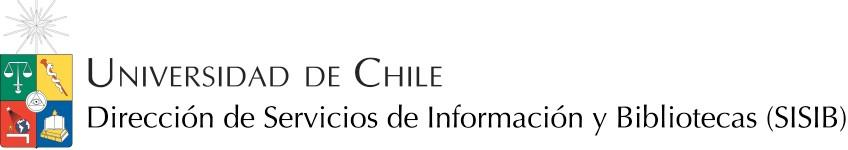 UNIVERSIDAD DE CHILE
Dirección de Servicios de Información y Bibliotecas (SISIB)